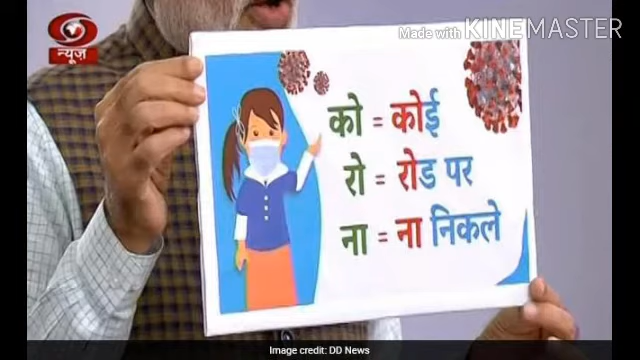 Made with KINEMASTER
न्यूज़
को = कोई
रो = रोड पर
ना = ना निकले
Image credit: DD News